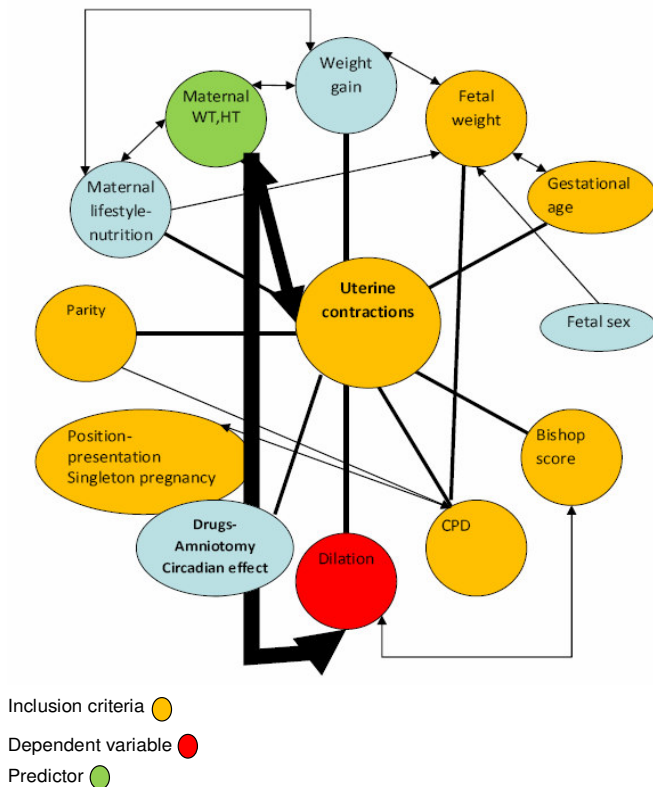 Weight
gain
Maternal
WT,HT
Fetal
weight
Maternal
lifestyle-
nutrition
Gestational
age
Uterine
contractions
Parity
Fetal sex
Position-
presentation
Singleton pregnancy
Bishop
score
Drugs-
Amniotomy
Circadian effect
CPD
Dilation
Inclusion criteria
Dependent variable
Predictor